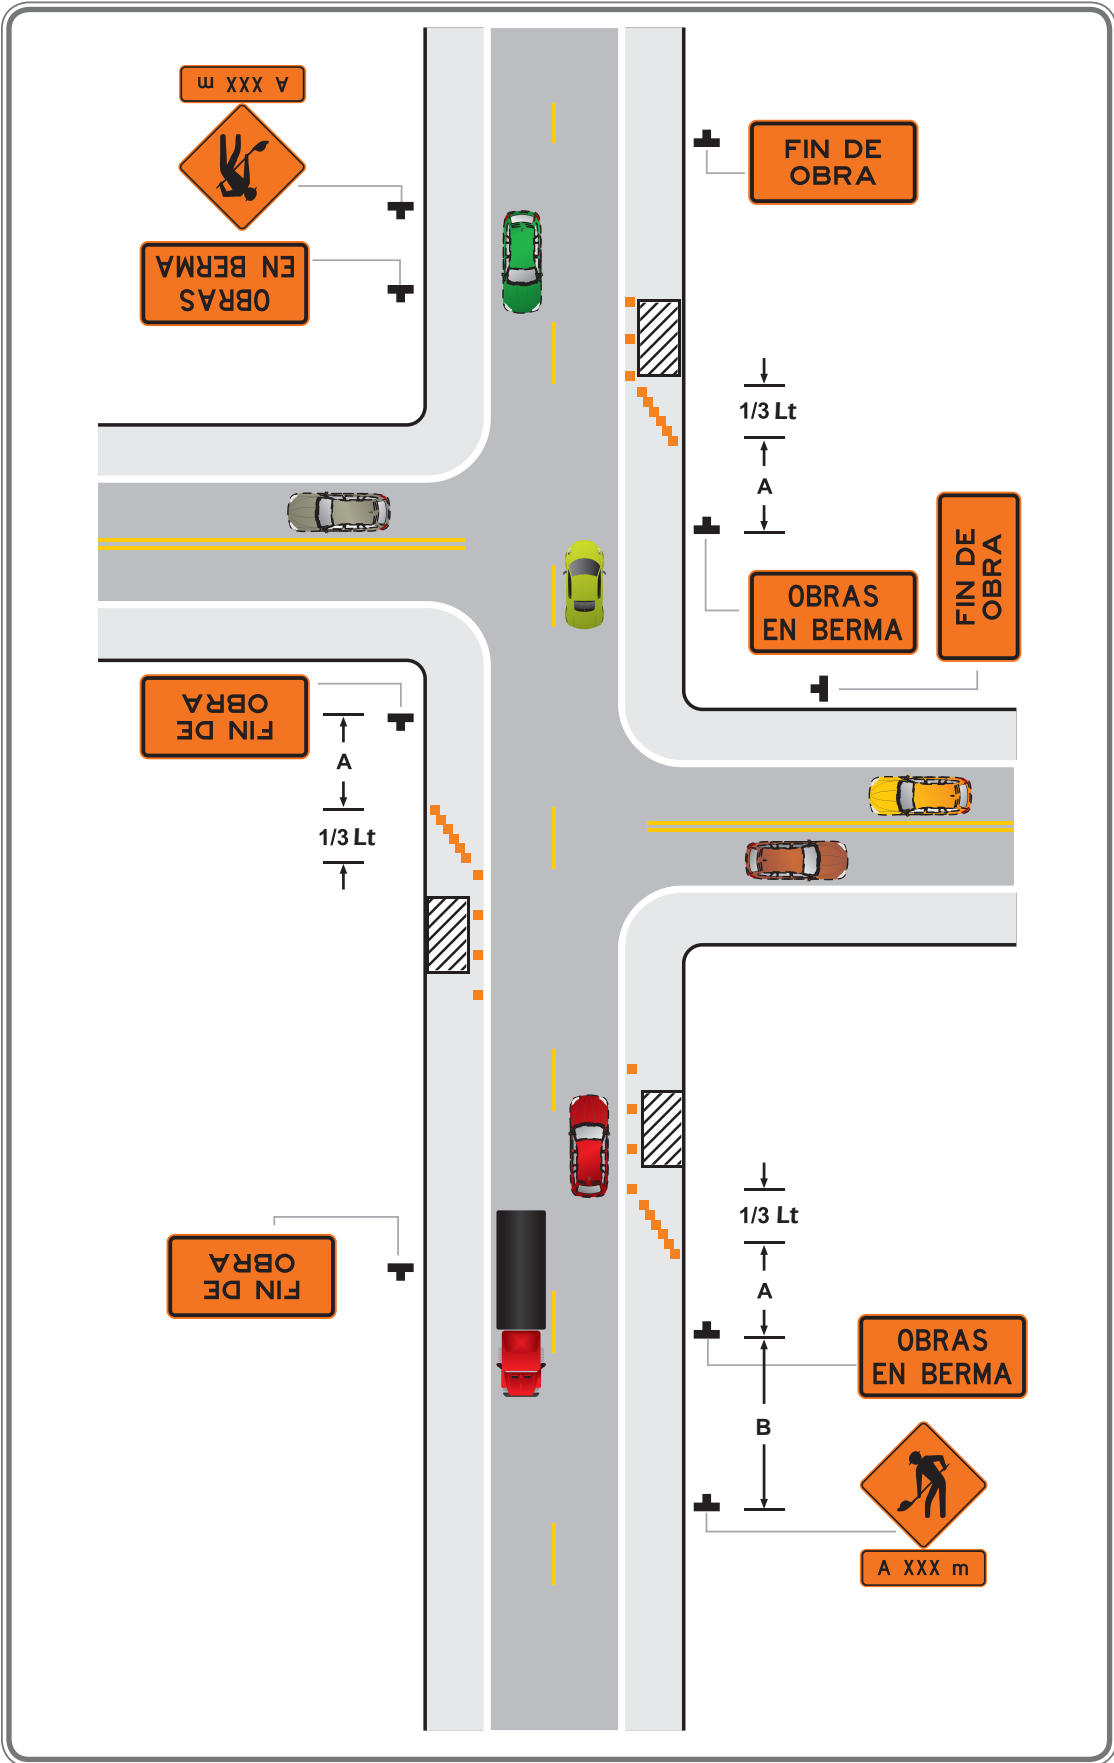 A XXX m
OBRAS
EN BERMA
FIN DE
OBRA
1/3 Lt
A
OBRAS
EN BERMA
FIN DE
OBRA
FIN DE
OBRA
A
1/3 Lt
1/3 Lt
A
FIN DE
OBRA
OBRAS
EN BERMA
B
A XXX m